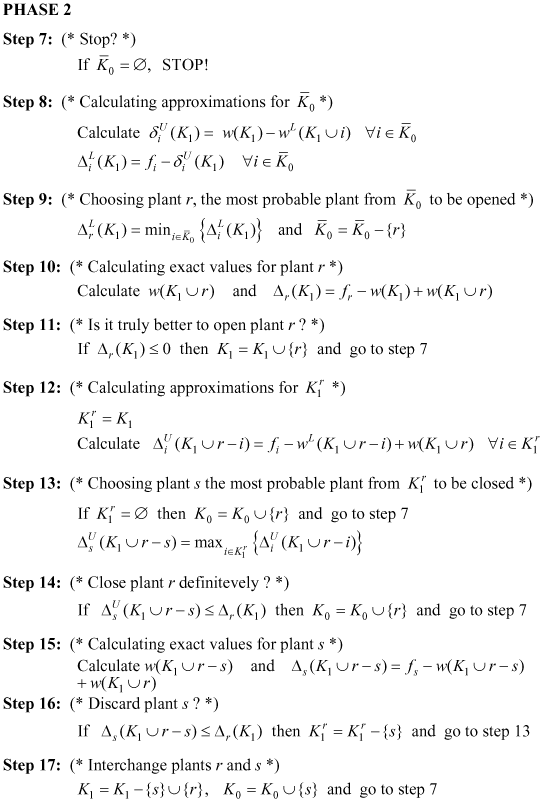 PHASE 2
Step 7: (* Stop? *)
If K̅₀ = ∅, STOP!
Step 8: (* Calculating approximations for K̅₀ *)
Calculate δᵢᵁ(K₁) = w(K₁) − wᴸ(K₁ ∪ i) ∀i ∈ K̅₀
Δᵢᴸ(K₁) = fᵢ − δᵢᵁ(K₁) ∀i ∈ K̅₀
Step 9: (* Choosing plant r, the most probable plant from K̅₀ to be opened *)
Δᵣᴸ(K₁) = min_{i∈K̅₀} {Δᵢᴸ(K₁)} and K̅₀ = K̅₀ − {r}
Step 10: (* Calculating exact values for plant r *)
Calculate w(K₁ ∪ r) and Δᵣ(K₁) = fᵣ − w(K₁) + w(K₁ ∪ r)
Step 11: (* Is it truly better to open plant r ? *)
If Δᵣ(K₁) ≤ 0 then K₁ = K₁ ∪ {r} and go to step 7
Step 12: (* Calculating approximations for K₁ʳ *)
K₁ʳ = K₁
Calculate Δᵢᵁ(K₁ ∪ r − i) = fᵢ − wᴸ(K₁ ∪ r − i) + w(K₁ ∪ r) ∀i ∈ K₁ʳ
Step 13: (* Choosing plant s the most probable plant from K₁ʳ to be closed *)
If K₁ʳ = ∅ then K₀ = K₀ ∪ {r} and go to step 7
Δₛᵁ(K₁ ∪ r − s) = max_{i∈K₁ʳ} {Δᵢᵁ(K₁ ∪ r − i)}
Step 14: (* Close plant r definitevely ? *)
If Δₛᵁ(K₁ ∪ r − s) ≤ Δᵣ(K₁) then K₀ = K₀ ∪ {r} and go to step 7
Step 15: (* Calculating exact values for plant s *)
Calculate w(K₁ ∪ r − s) and Δₛ(K₁ ∪ r − s) = fₛ − w(K₁ ∪ r − s)
+ w(K₁ ∪ r)
Step 16: (* Discard plant s ? *)
If Δₛ(K₁ ∪ r − s) ≤ Δᵣ(K₁) then K₁ʳ = K₁ʳ − {s} and go to step 13
Step 17: (* Interchange plants r and s *)
K₁ = K₁ − {s} ∪ {r}, K₀ = K₀ ∪ {s} and go to step 7